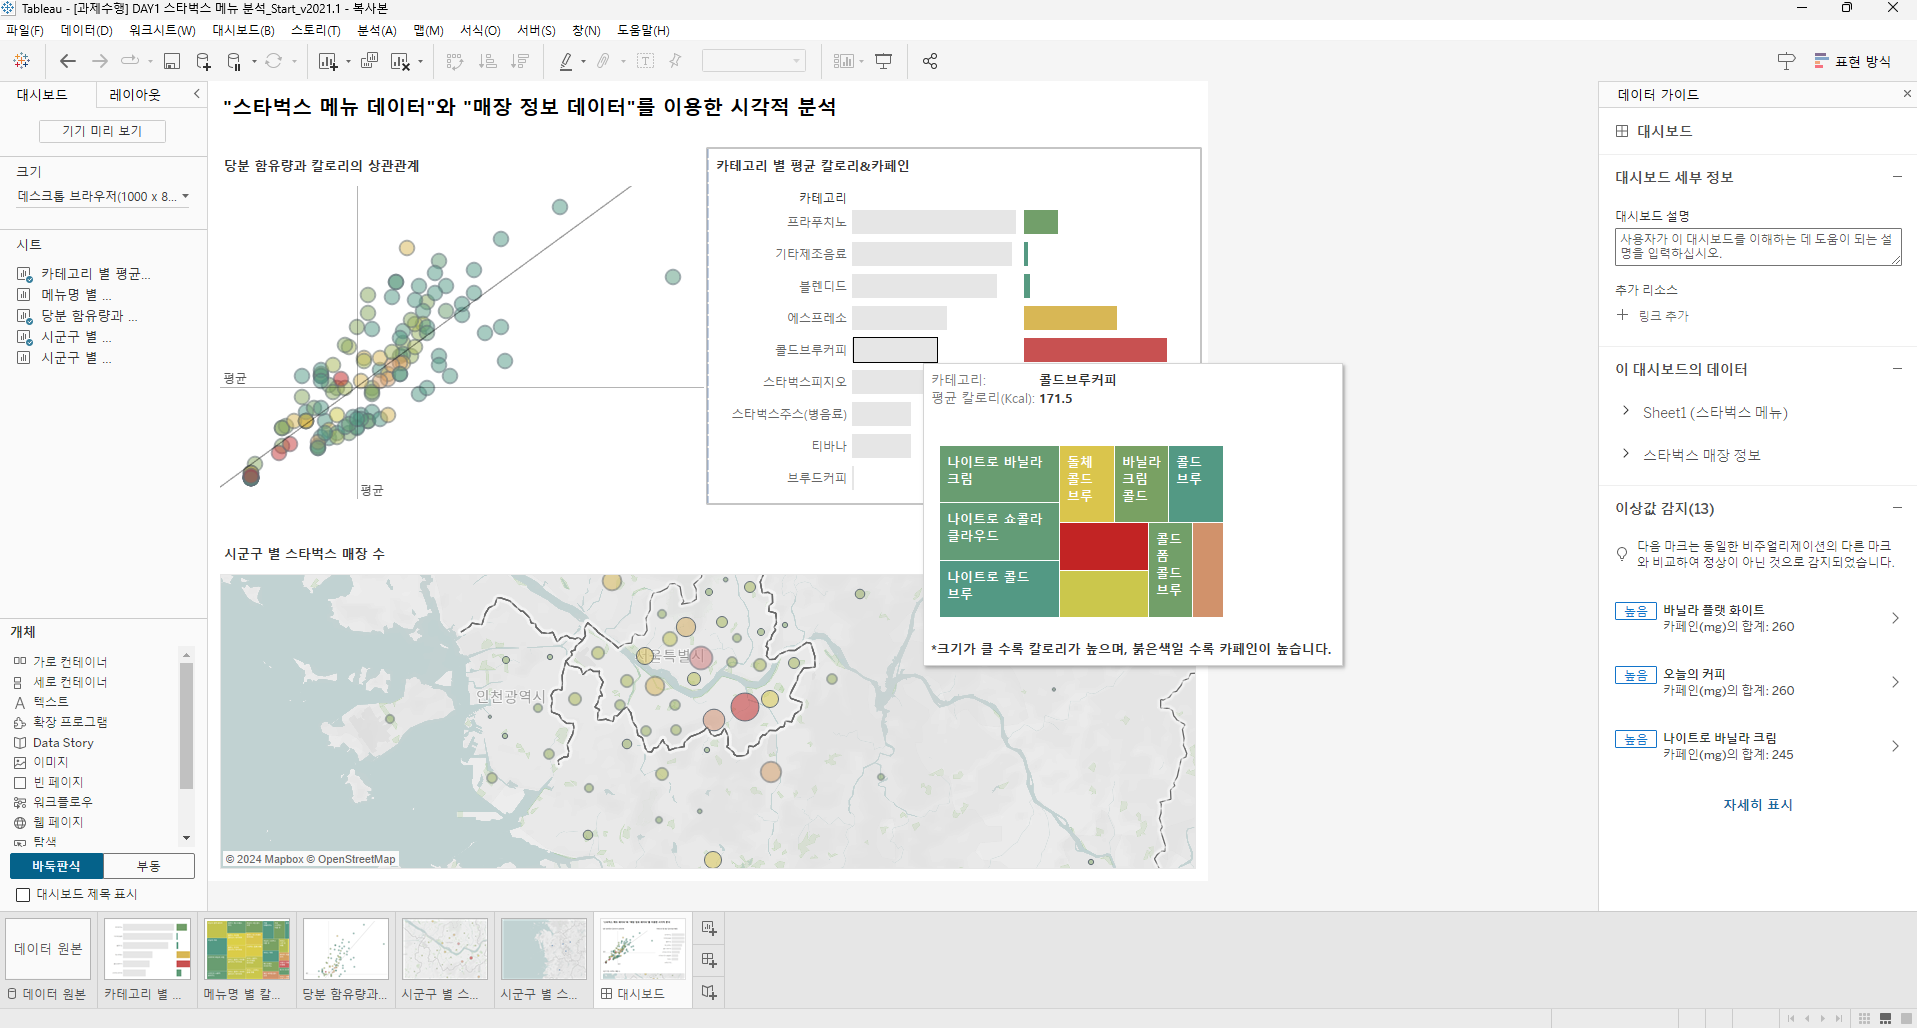 Tableau - [과제수행] DAY1 스타벅스 메뉴 분석_Start_v2021.1 - 복사본
파일(F) 데이터(D) 워크시트(W) 대시보드(B) 스토리(T) 분석(A) 맵(M) 서식(O) 서버(S) 창(N) 도움말(H)
표현 방식
대시보드 레이아웃
기기 미리 보기
크기
데스크톱 브라우저(1000 x 8...
시트
카테고리 별 평균...
메뉴명 별 ...
당분 함유량과 ...
시군구 별 ...
시군구 별 ...
개체
가로 컨테이너
세로 컨테이너
텍스트
확장 프로그램
Data Story
이미지
빈 페이지
워크플로우
웹 페이지
탐색
바둑판식 부동
대시보드 제목 표시
"스타벅스 메뉴 데이터"와 "매장 정보 데이터"를 이용한 시각적 분석
당분 함유량과 칼로리의 상관관계
평균
평균
카테고리 별 평균 칼로리&카페인
카테고리
프라푸치노
기타제조음료
블렌디드
에스프레소
콜드브루커피
스타벅스피지오
스타벅스주스(병음료)
티바나
브루드커피
카테고리: 콜드브루커피
평균 칼로리(Kcal): 171.5
나이트로 바닐라
크림
나이트로 쇼콜라
클라우드
나이트로 콜드
브루
돌체
콜드
브루
바닐라
크림
콜드
콜드
브루
콜드
폼
콜드
브루
*크기가 클 수록 칼로리가 높으며, 붉은색일 수록 카페인이 높습니다.
시군구 별 스타벅스 매장 수
서울특별시
인천광역시
© 2024 Mapbox © OpenStreetMap
데이터 가이드
대시보드
대시보드 세부 정보
대시보드 설명
사용자가 이 대시보드를 이해하는 데 도움이 되는 설
명을 입력하십시오.
추가 리소스
링크 추가
이 대시보드의 데이터
Sheet1 (스타벅스 메뉴)
스타벅스 매장 정보
이상값 감지(13)
다음 마크는 동일한 비주얼리제이션의 다른 마크
와 비교하여 정상이 아닌 것으로 감지되었습니다.
높음 바닐라 플랫 화이트
카페인(mg)의 합계: 260
높음 오늘의 커피
카페인(mg)의 합계: 260
높음 나이트로 바닐라 크림
카페인(mg)의 합계: 245
자세히 표시
데이터 원본
데이터 원본 카테고리 별 ... 메뉴명 별 칼... 당분 함유량과... 시군구 별 스... 시군구 별 스... 대시보드